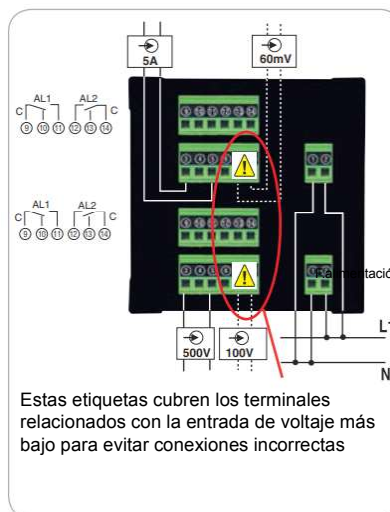 5A
60mV
AL1 AL2
C C
9 10 11 12 13 14
AL1 AL2
C C
9 10 11 12 13 14
alimentació
L1
500V
100V
N
Estas etiquetas cubren los terminales
relacionados con la entrada de voltaje más
bajo para evitar conexiones incorrectas